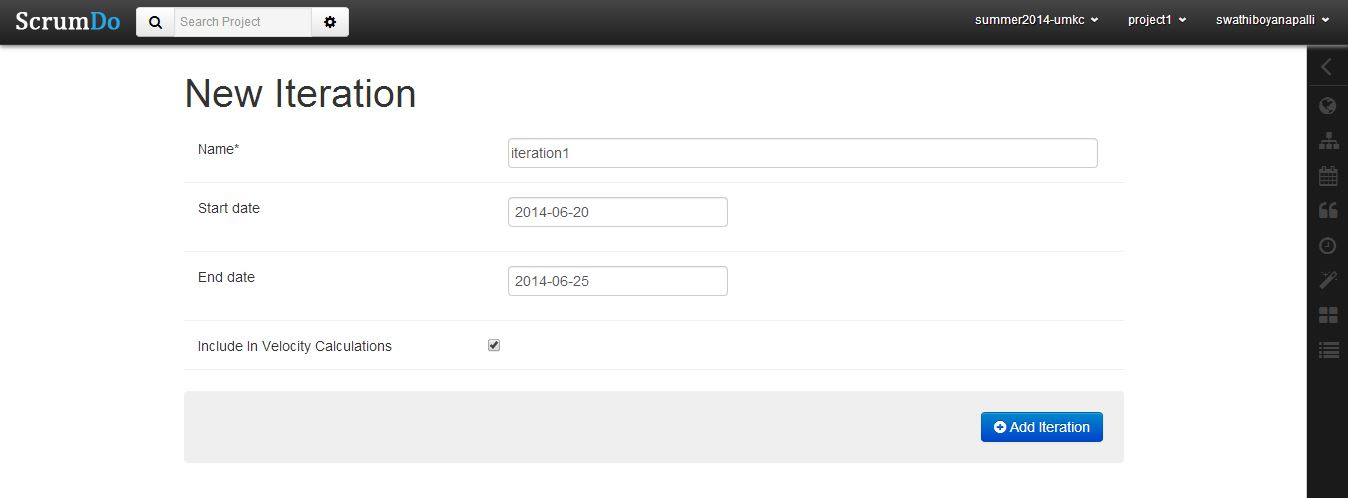 ScrumDo Search Project summer2014-umkc project1 swathiboyanapalli
New Iteration
Name* iteration1
Start date 2014-06-20
End date 2014-06-25
Include In Velocity Calculations
Add Iteration